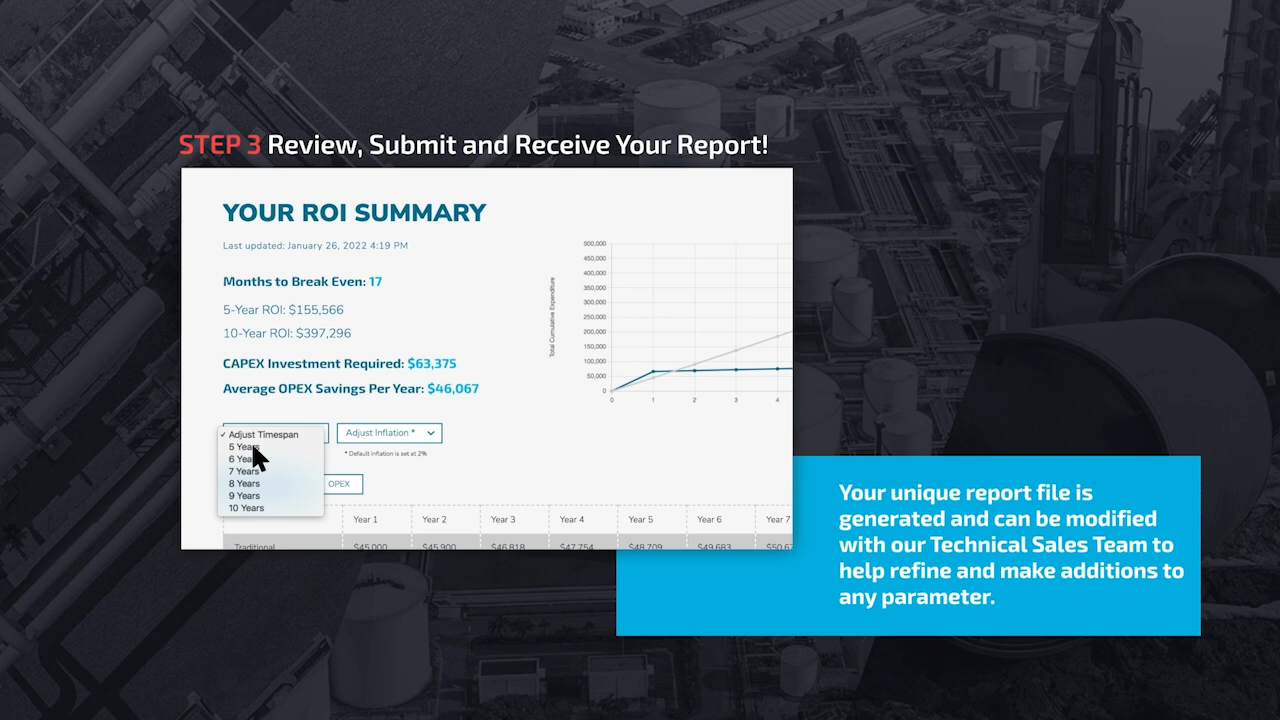 STEP 3 Review, Submit and Receive Your Report!
YOUR ROI SUMMARY
Last updated: January 26, 2022 4:19 PM
Months to Break Even: 17
5-Year ROI: $155,566
10-Year ROI: $397,296
CAPEX Investment Required: $63,375
Average OPEX Savings Per Year: $46,067
Total Cumulative Expenditure
500,000
450,000
400,000
350,000
300,000
250,000
200,000
150,000
100,000
50,000
0
0 1 2 3 4
✓ Adjust Timespan
5 Years
6 Years
7 Years
8 Years
9 Years
10 Years
Adjust Inflation *
* Default inflation is set at 2%
OPEX
Year 1 Year 2 Year 3 Year 4 Year 5 Year 6 Year 7
Traditional $45,000 $45,900 $46,818 $47,754 $48,709 $49,683
Your unique report file is
generated and can be modified
with our Technical Sales Team to
help refine and make additions to
any parameter.